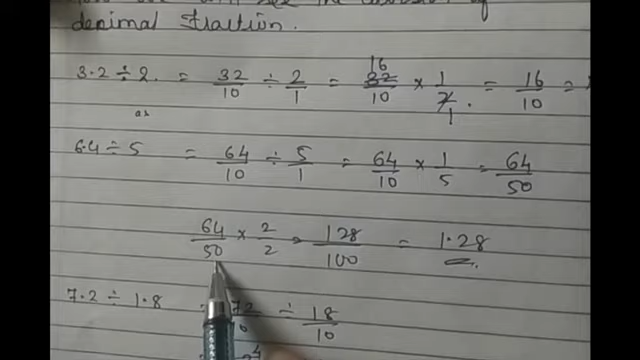 decimal fraction.
3.2 ÷ 2. = 32/10 ÷ 2/1 = 16 32/10 × 1/2 1. = 16/10 =
6.4 ÷ 5 = 64/10 ÷ 5/1 = 64/10 × 1/5 = 64/50
64/50 × 2/2 = 128/100 = 1.28
7.2 ÷ 1.8 72 ÷ 18/10